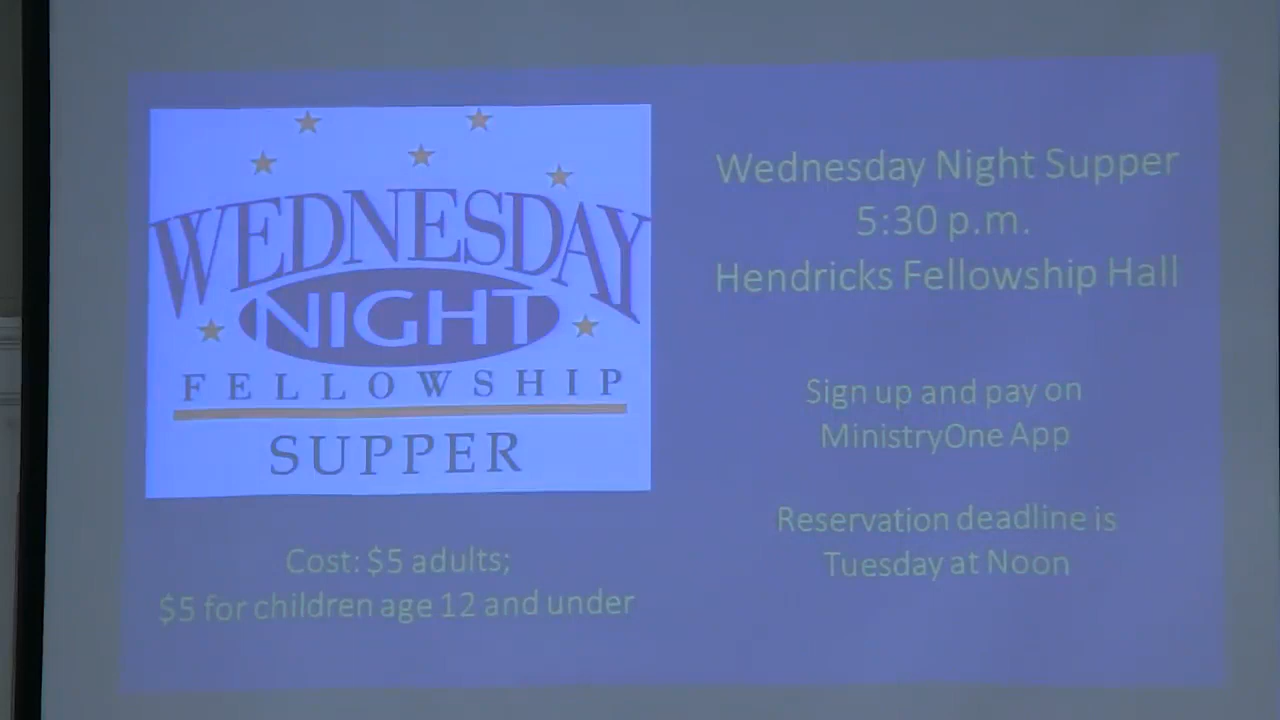 WEDNESDAY
NIGHT
FELLOWSHIP
SUPPER
Cost: $5 adults;
$5 for children age 12 and under
Wednesday Night Supper
5:30 p.m.
Hendricks Fellowship Hall
Sign up and pay on
MinistryOne App
Reservation deadline is
Tuesday at Noon